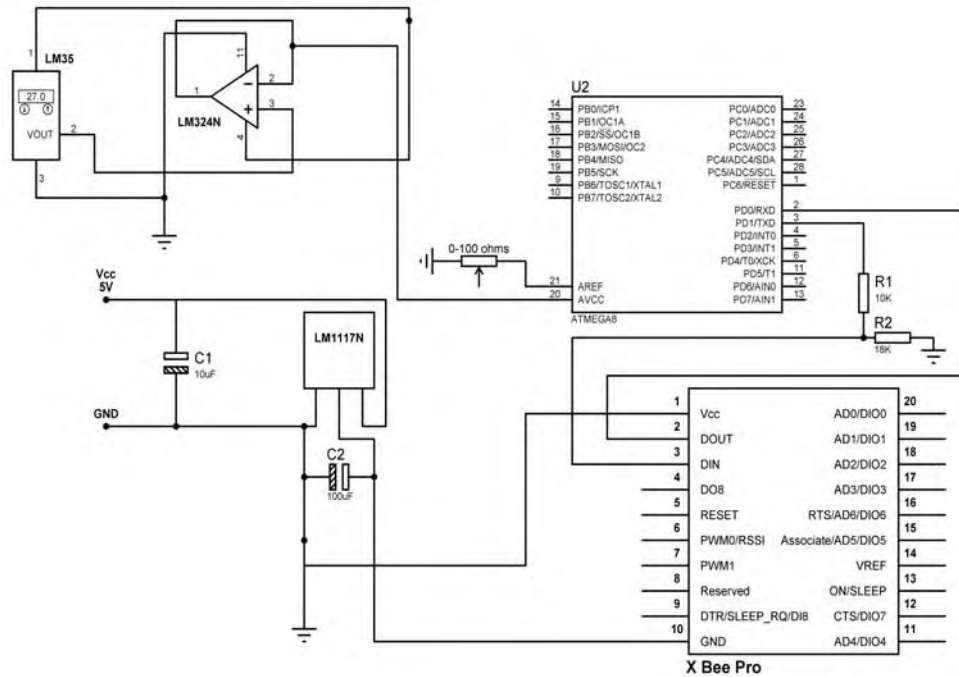 1
LM35
27.0
VOUT
2
3
11
1
2
3
4
LM324N
U2
14 PB0/ICP1
15 PB1/OC1A
16 PB2/SS/OC1B
17 PB3/MOSI/OC2
18 PB4/MISO
19 PB5/SCK
9 PB6/TOSC1/XTAL1
10 PB7/TOSC2/XTAL2
21 AREF
20 AVCC
PC0/ADC0 23
PC1/ADC1 24
PC2/ADC2 25
PC3/ADC3 26
PC4/ADC4/SDA 27
PC5/ADC5/SCL 28
PC6/RESET 1
PD0/RXD 2
PD1/TXD 3
PD2/INT0 4
PD3/INT1 5
PD4/T0/XCK 6
PD5/T1 11
PD6/AIN0 12
PD7/AIN1 13
ATMEGA8
0-100 ohms
R1
10K
R2
18K
Vcc
5V
C1
10uF
GND
LM1117N
C2
100uF
1 Vcc
2 DOUT
3 DIN
4 DO8
5 RESET
6 PWM0/RSSI
7 PWM1
8 Reserved
9 DTR/SLEEP_RQ/DI8
10 GND
AD0/DIO0 20
AD1/DIO1 19
AD2/DIO2 18
AD3/DIO3 17
RTS/AD6/DIO6 16
Associate/AD5/DIO5 15
VREF 14
ON/SLEEP 13
CTS/DIO7 12
AD4/DIO4 11
X Bee Pro